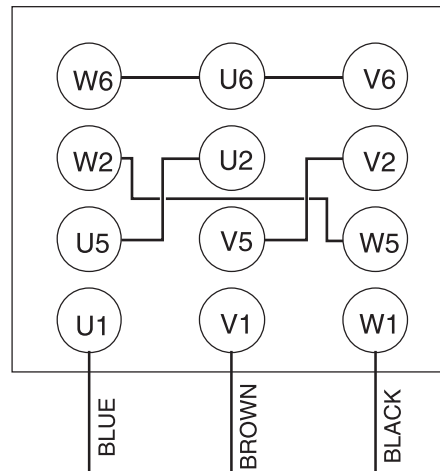 W6 U6 V6
W2 U2 V2
U5 V5 W5
U1 V1 W1
BLUE
BROWN
BLACK